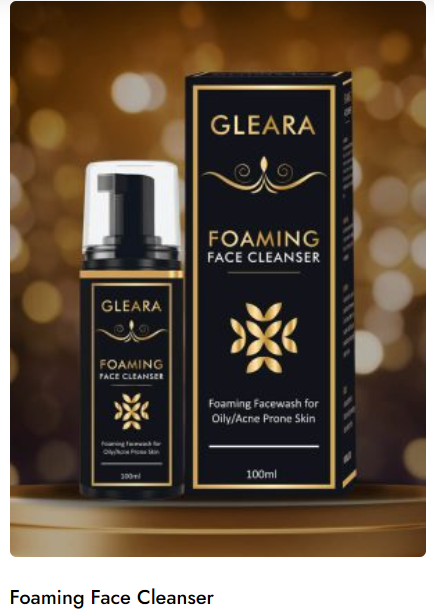 GLEARA
FOAMING
FACE CLEANSER
Foaming Facewash for
Oily/Acne Prone Skin
100ml
GLEARA
FOAMING
FACE CLEANSER
Foaming Facewash for
Oily/Acne Prone Skin
100ml
Foaming Face Cleanser